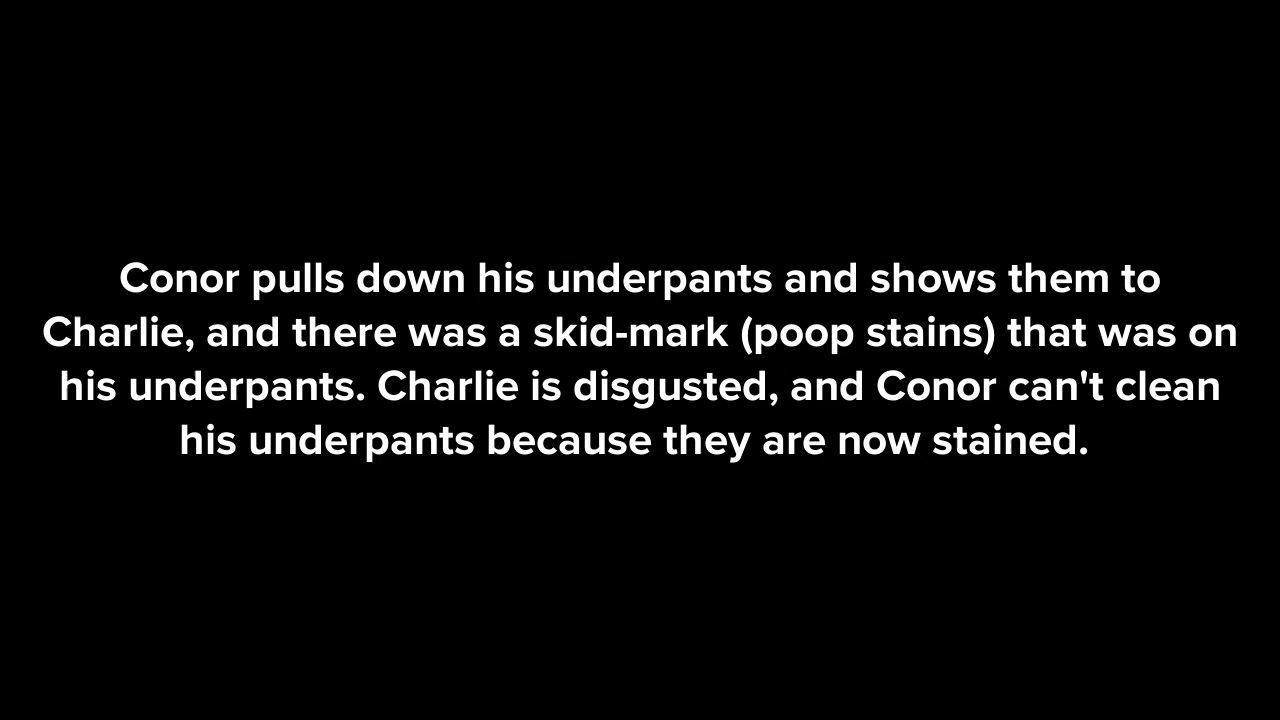 Conor pulls down his underpants and shows them to
Charlie, and there was a skid-mark (poop stains) that was on
his underpants. Charlie is disgusted, and Conor can't clean
his underpants because they are now stained.